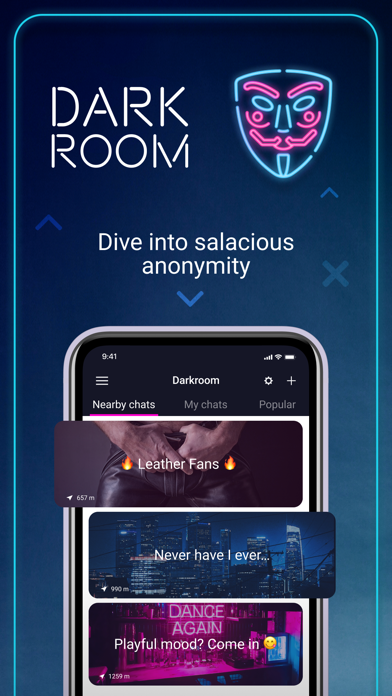 DARK
ROOM
Dive into salacious
anonymity
9:41
Darkroom
Nearby chats My chats Popular
🔥 Leather Fans 🔥
657 m
Never have I ever...
990 m
DANCE
AGAIN
Playful mood? Come in 😋
1259 m